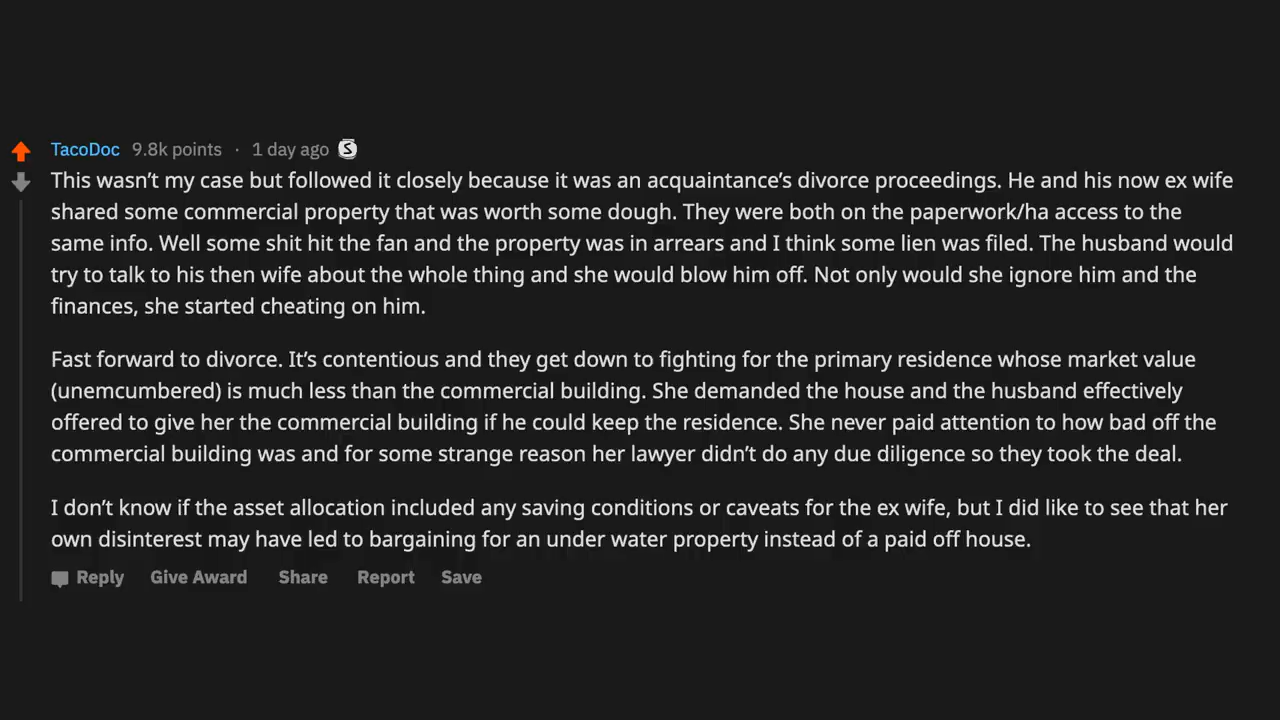 TacoDoc 9.8k points · 1 day ago S
This wasn’t my case but followed it closely because it was an acquaintance’s divorce proceedings. He and his now ex wife
shared some commercial property that was worth some dough. They were both on the paperwork/ha access to the
same info. Well some shit hit the fan and the property was in arrears and I think some lien was filed. The husband would
try to talk to his then wife about the whole thing and she would blow him off. Not only would she ignore him and the
finances, she started cheating on him.
Fast forward to divorce. It’s contentious and they get down to fighting for the primary residence whose market value
(unemcumbered) is much less than the commercial building. She demanded the house and the husband effectively
offered to give her the commercial building if he could keep the residence. She never paid attention to how bad off the
commercial building was and for some strange reason her lawyer didn’t do any due diligence so they took the deal.
I don’t know if the asset allocation included any saving conditions or caveats for the ex wife, but I did like to see that her
own disinterest may have led to bargaining for an under water property instead of a paid off house.
Reply Give Award Share Report Save